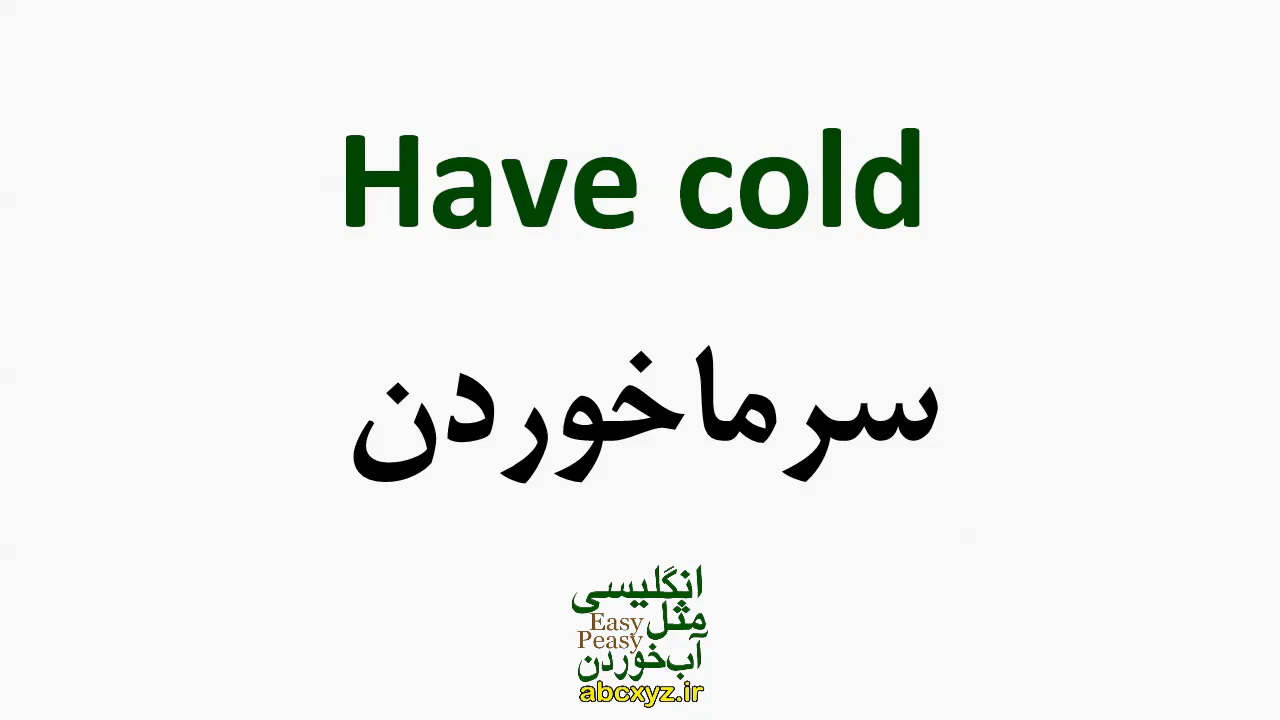 Have cold
سرماخوردن
انگلیسی
مثل
Easy
Peasy
آب‌خوردن
abcxyz.ir